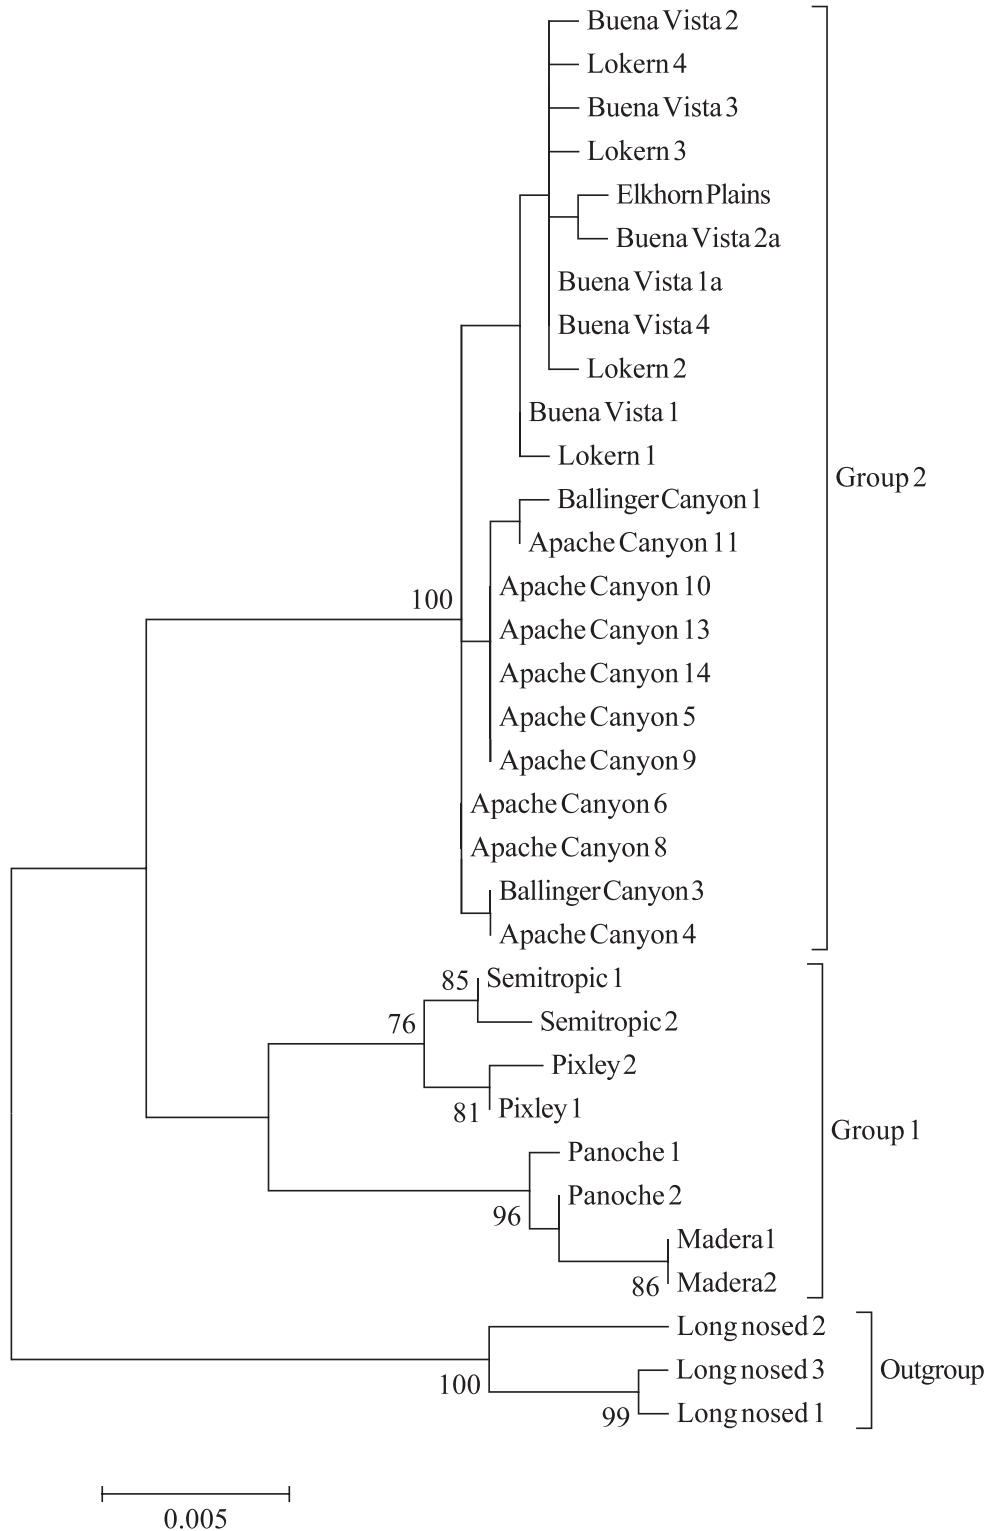 Buena Vista 2
Lokern 4
Buena Vista 3
Lokern 3
Elkhorn Plains
Buena Vista 2a
Buena Vista 1a
Buena Vista 4
Lokern 2
Buena Vista 1
Lokern 1
Group 2
Ballinger Canyon 1
Apache Canyon 11
Apache Canyon 10
100
Apache Canyon 13
Apache Canyon 14
Apache Canyon 5
Apache Canyon 9
Apache Canyon 6
Apache Canyon 8
Ballinger Canyon 3
Apache Canyon 4
85
Semitropic 1
76
Semitropic 2
Pixley 2
81
Pixley 1
Group 1
Panoche 1
Panoche 2
96
Madera 1
86
Madera 2
Long nosed 2
Long nosed 3
Outgroup
100
99
Long nosed 1
0.005